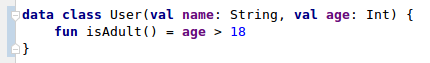 data class User(val name: String, val age: Int) {
    fun isAdult() = age > 18
}